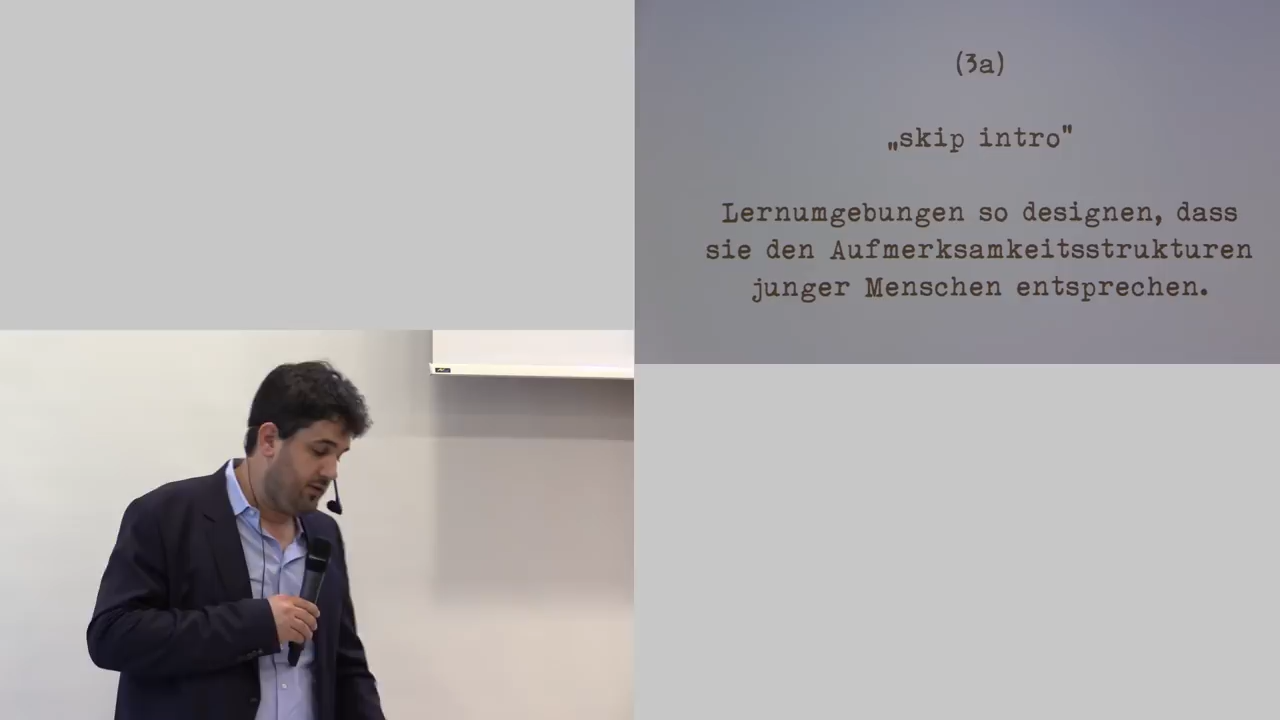 (3a)
„skip intro"
Lernumgebungen so designen, dass
sie den Aufmerksamkeitsstrukturen
junger Menschen entsprechen.